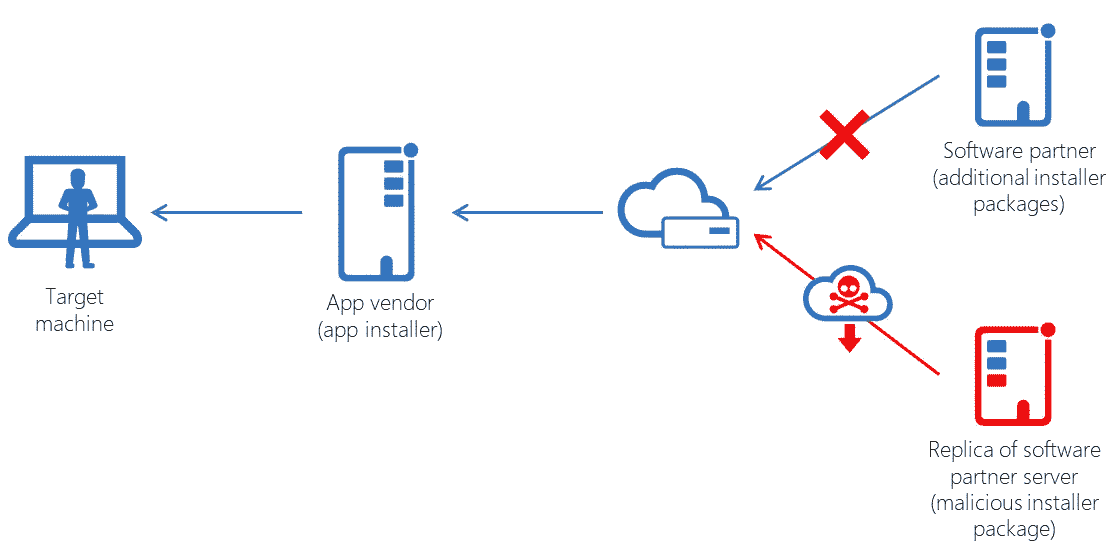 Target
machine
App vendor
(app installer)
Software partner
(additional installer
packages)
Replica of software
partner server
(malicious installer
package)